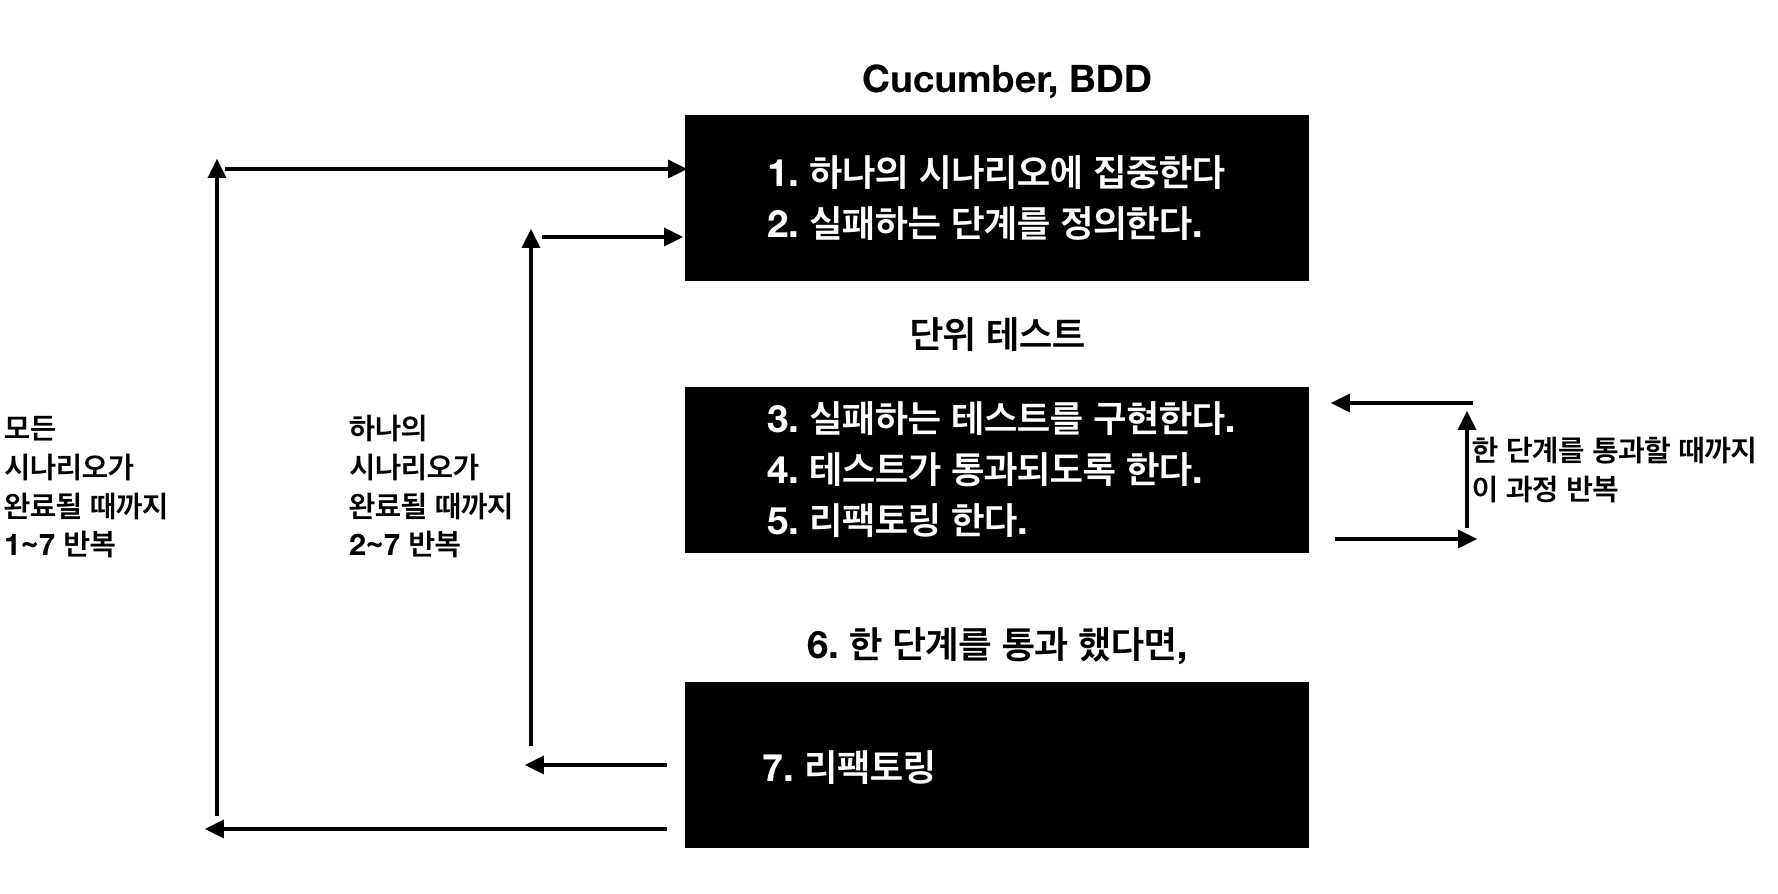 Cucumber, BDD
1. 하나의 시나리오에 집중한다
2. 실패하는 단계를 정의한다.
단위 테스트
3. 실패하는 테스트를 구현한다.
4. 테스트가 통과되도록 한다.
5. 리팩토링 한다.
한 단계를 통과할 때까지
이 과정 반복
모든
시나리오가
완료될 때까지
1~7 반복
하나의
시나리오가
완료될 때까지
2~7 반복
6. 한 단계를 통과 했다면,
7. 리팩토링